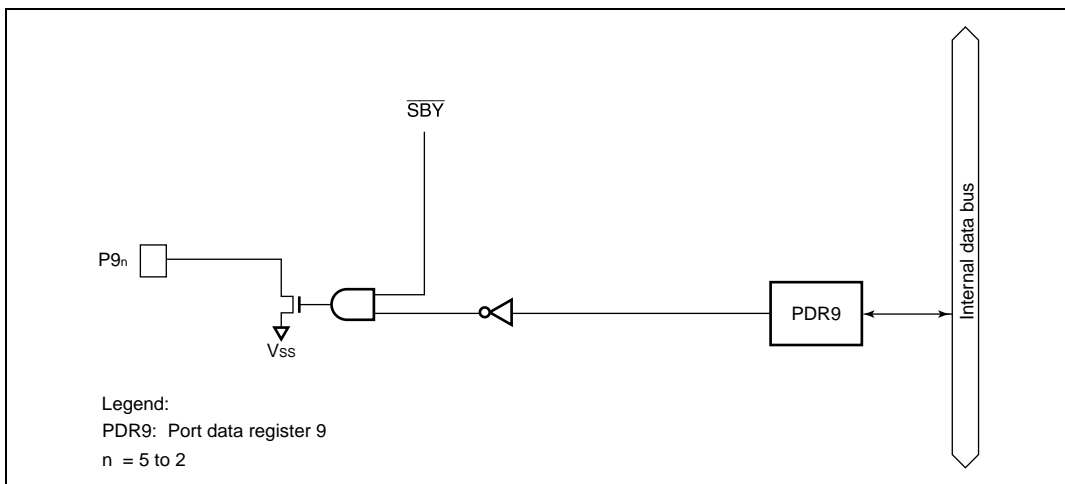 SBY
P9n
VSS
PDR9
Internal data bus
Legend:
PDR9: Port data register 9
n = 5 to 2